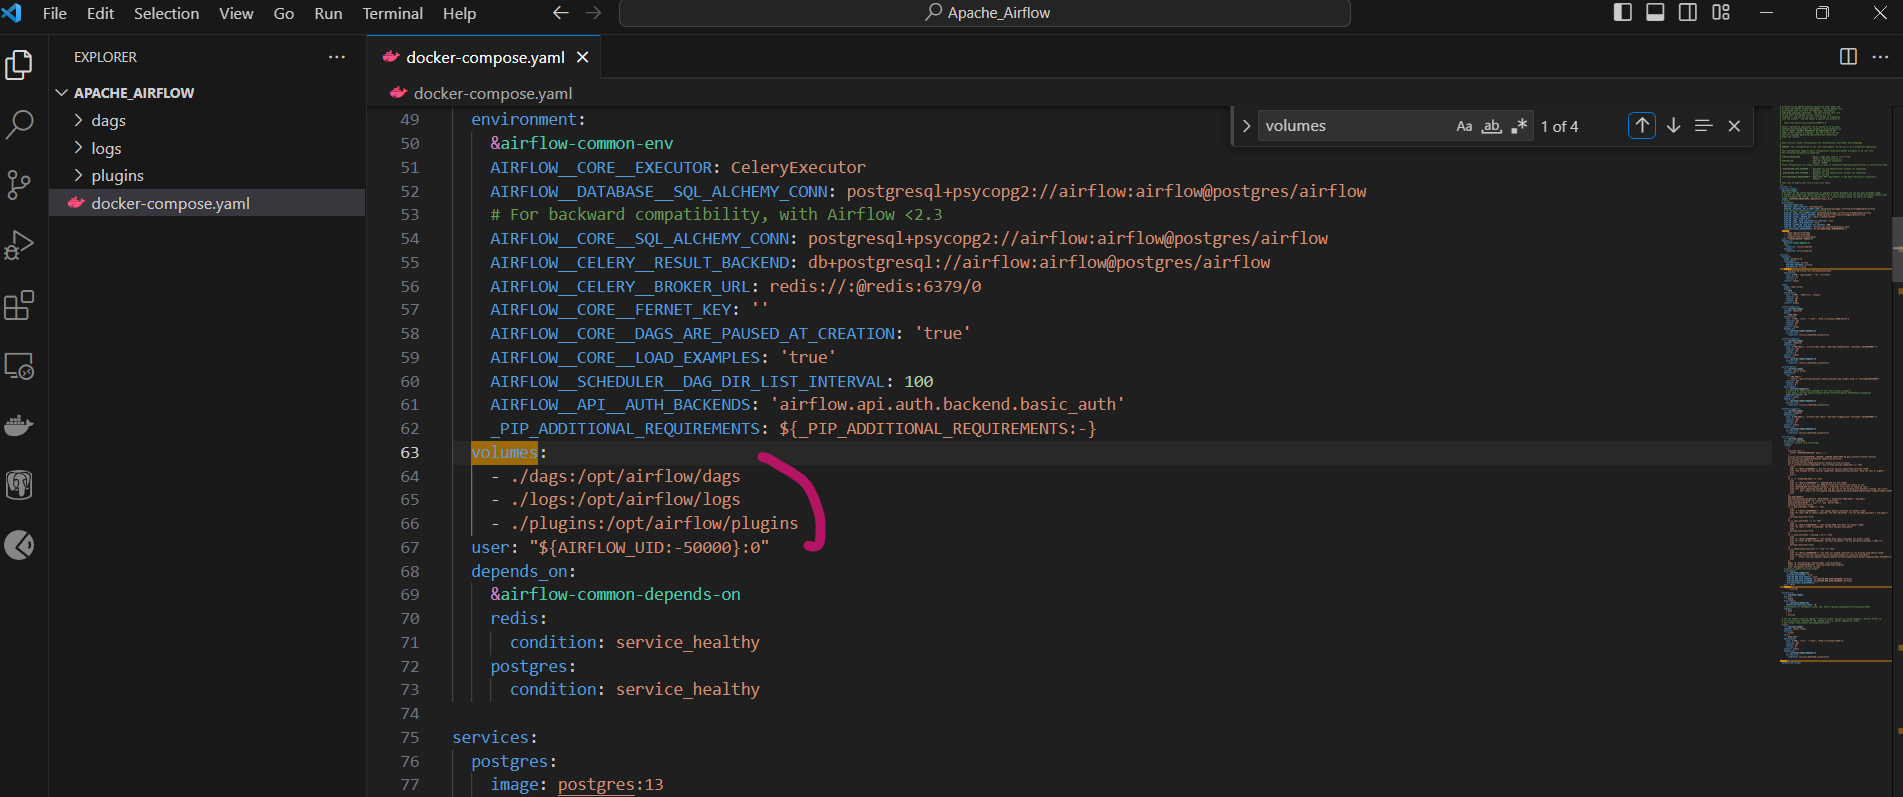 File Edit Selection View Go Run Terminal Help
Apache_Airflow
EXPLORER
docker-compose.yaml
APACHE_AIRFLOW
dags
logs
plugins
docker-compose.yaml
docker-compose.yaml
volumes
Aa ab 1 of 4
49 environment:
50 &airflow-common-env
51 AIRFLOW__CORE__EXECUTOR: CeleryExecutor
52 AIRFLOW__DATABASE__SQL_ALCHEMY_CONN: postgresql+psycopg2://airflow:airflow@postgres/airflow
53 # For backward compatibility, with Airflow <2.3
54 AIRFLOW__CORE__SQL_ALCHEMY_CONN: postgresql+psycopg2://airflow:airflow@postgres/airflow
55 AIRFLOW__CELERY__RESULT_BACKEND: db+postgresql://airflow:airflow@postgres/airflow
56 AIRFLOW__CELERY__BROKER_URL: redis://:@redis:6379/0
57 AIRFLOW__CORE__FERNET_KEY: ''
58 AIRFLOW__CORE__DAGS_ARE_PAUSED_AT_CREATION: 'true'
59 AIRFLOW__CORE__LOAD_EXAMPLES: 'true'
60 AIRFLOW__SCHEDULER__DAG_DIR_LIST_INTERVAL: 100
61 AIRFLOW__API__AUTH_BACKENDS: 'airflow.api.auth.backend.basic_auth'
62 _PIP_ADDITIONAL_REQUIREMENTS: ${_PIP_ADDITIONAL_REQUIREMENTS:-}
63 volumes:
64 - ./dags:/opt/airflow/dags
65 - ./logs:/opt/airflow/logs
66 - ./plugins:/opt/airflow/plugins
67 user: "${AIRFLOW_UID:-50000}:0"
68 depends_on:
69 &airflow-common-depends-on
70 redis:
71 condition: service_healthy
72 postgres:
73 condition: service_healthy
74
75 services:
76 postgres:
77 image: postgres:13